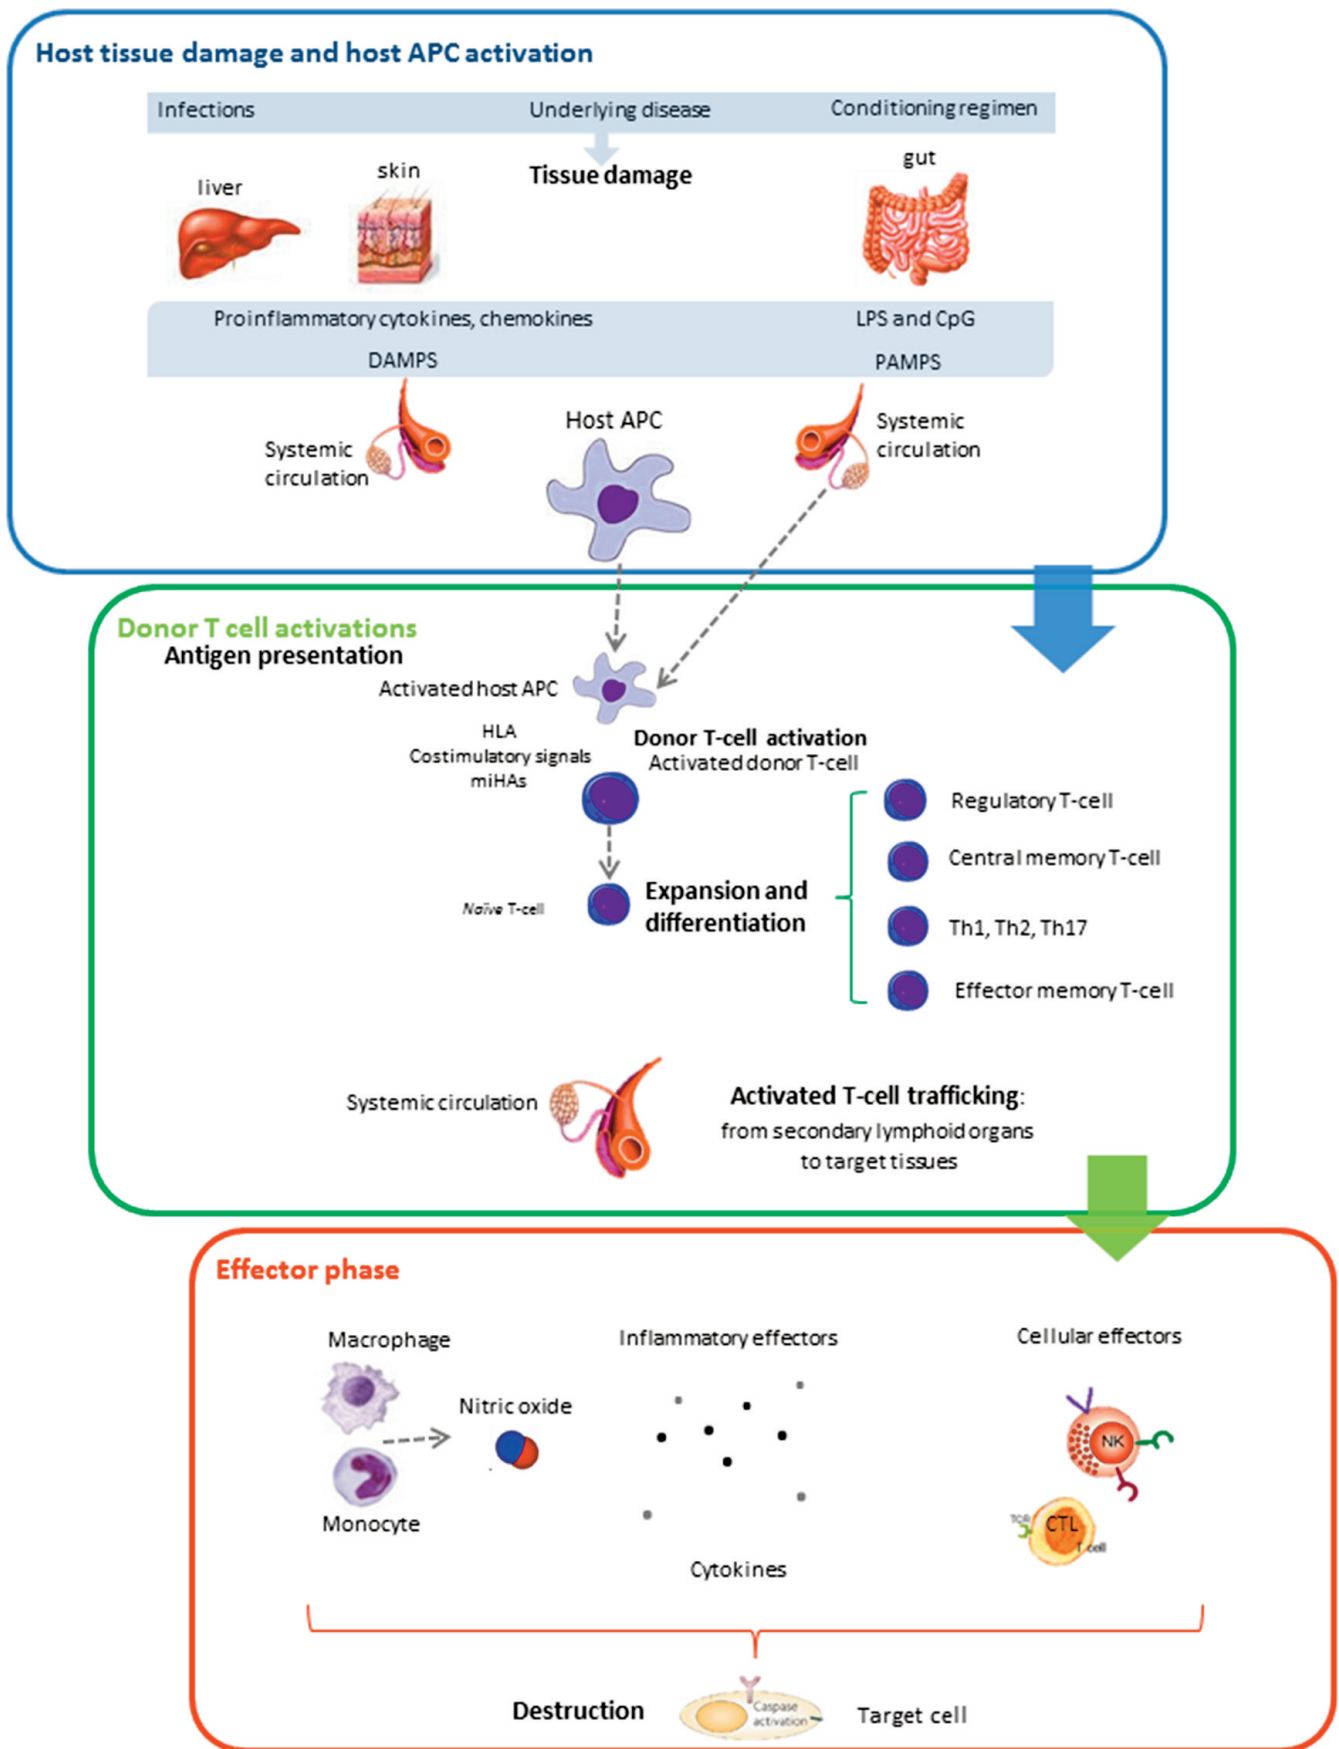 Host tissue damage and host APC activation
Infections
Underlying disease
Conditioning regimen
Tissue damage
liver
skin
gut
Proinflammatory cytokines, chemokines
LPS and CpG
DAMPS
PAMPS
Systemic
circulation
Host APC
Systemic
circulation
Donor T cell activations
Antigen presentation
Activated host APC
HLA
Costimulatory signals
miHAs
Donor T-cell activation
Activated donor T-cell
Naïve T-cell
Expansion and
differentiation
Regulatory T-cell
Central memory T-cell
Th1, Th2, Th17
Effector memory T-cell
Systemic circulation
Activated T-cell trafficking:
from secondary lymphoid organs
to target tissues
Effector phase
Macrophage
Monocyte
Nitric oxide
Inflammatory effectors
Cytokines
Cellular effectors
NK
TCR
CTL
T cell
Destruction
Caspase
activation
Target cell